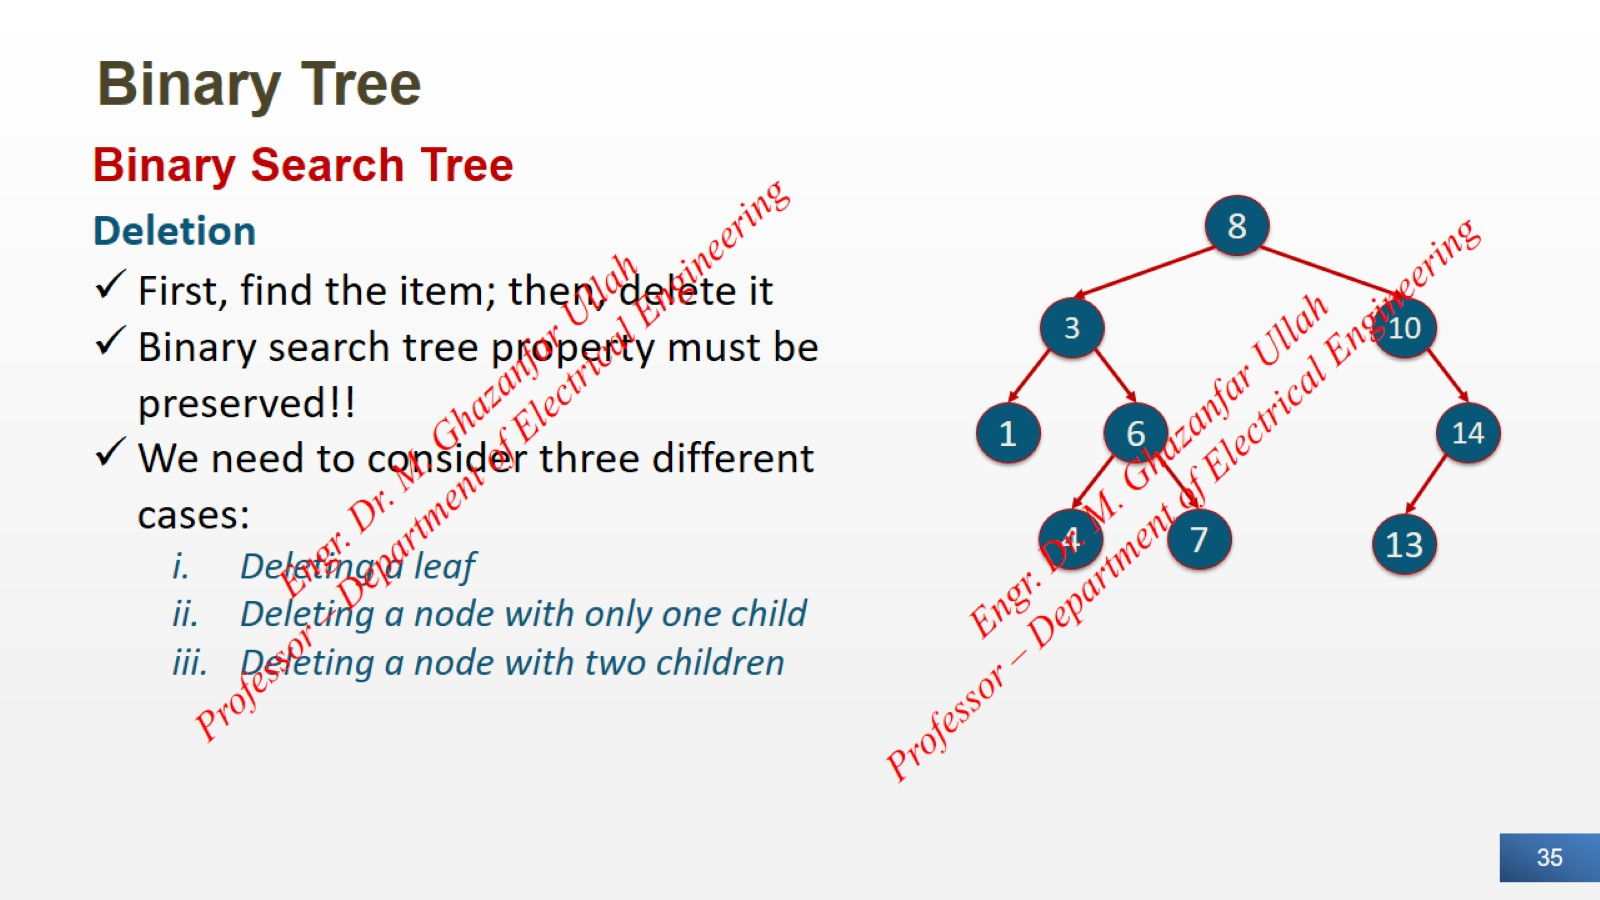 Binary Tree
Binary Search Tree
Deletion
✓ First, find the item; then, delete it
✓ Binary search tree property must be
preserved!!
✓ We need to consider three different
cases:
i. Deleting a leaf
ii. Deleting a node with only one child
iii. Deleting a node with two children
Engr. Dr. M. Ghazanfar Ullah
Professor – Department of Electrical Engineering
8
3 10
1 6 14
4 7 13
Engr. Dr. M. Ghazanfar Ullah
Professor – Department of Electrical Engineering
35